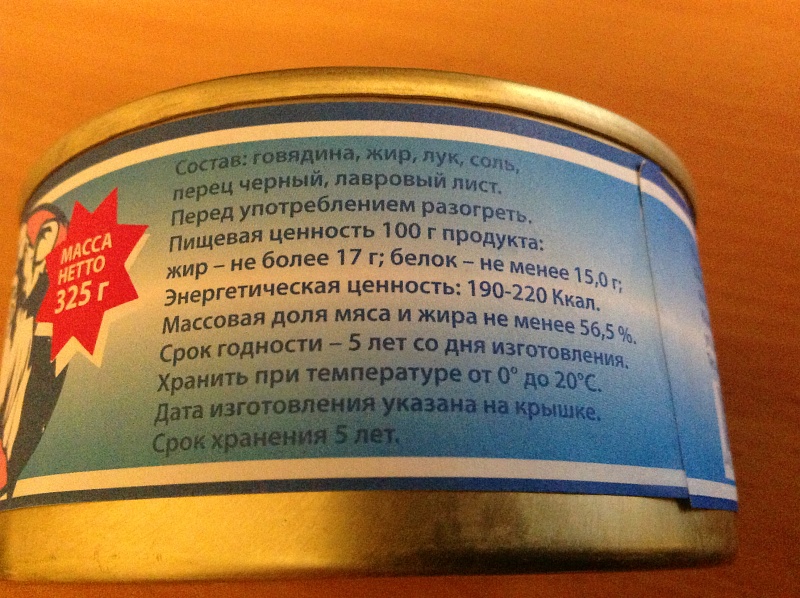 Состав: говядина, жир, лук, соль,
перец черный, лавровый лист.
Перед употреблением разогреть.
Пищевая ценность 100 г продукта:
жир – не более 17 г; белок – не менее 15,0 г;
Энергетическая ценность: 190-220 Ккал.
Массовая доля мяса и жира не менее 56,5 %.
Срок годности – 5 лет со дня изготовления.
Хранить при температуре от 0° до 20°С.
Дата изготовления указана на крышке.
Срок хранения 5 лет.
МАССА
НЕТТО
325 г